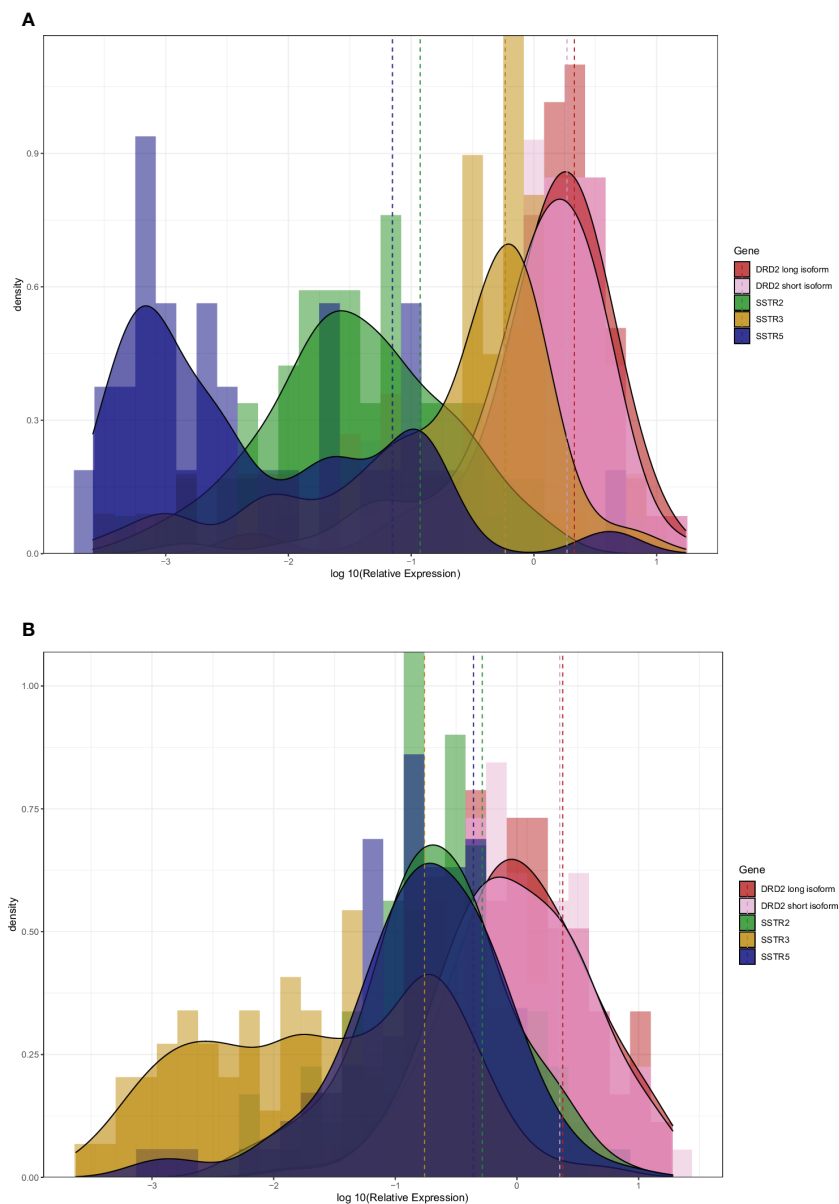 A
density
0.9
0.6
0.3
0.0
−3
−2
−1
0
1
log 10(Relative Expression)
Gene
DRD2 long isoform
DRD2 short isoform
SSTR2
SSTR3
SSTR5
B
density
1.00
0.75
0.50
0.25
0.00
−3
−2
−1
0
1
log 10(Relative Expression)
Gene
DRD2 long isoform
DRD2 short isoform
SSTR2
SSTR3
SSTR5